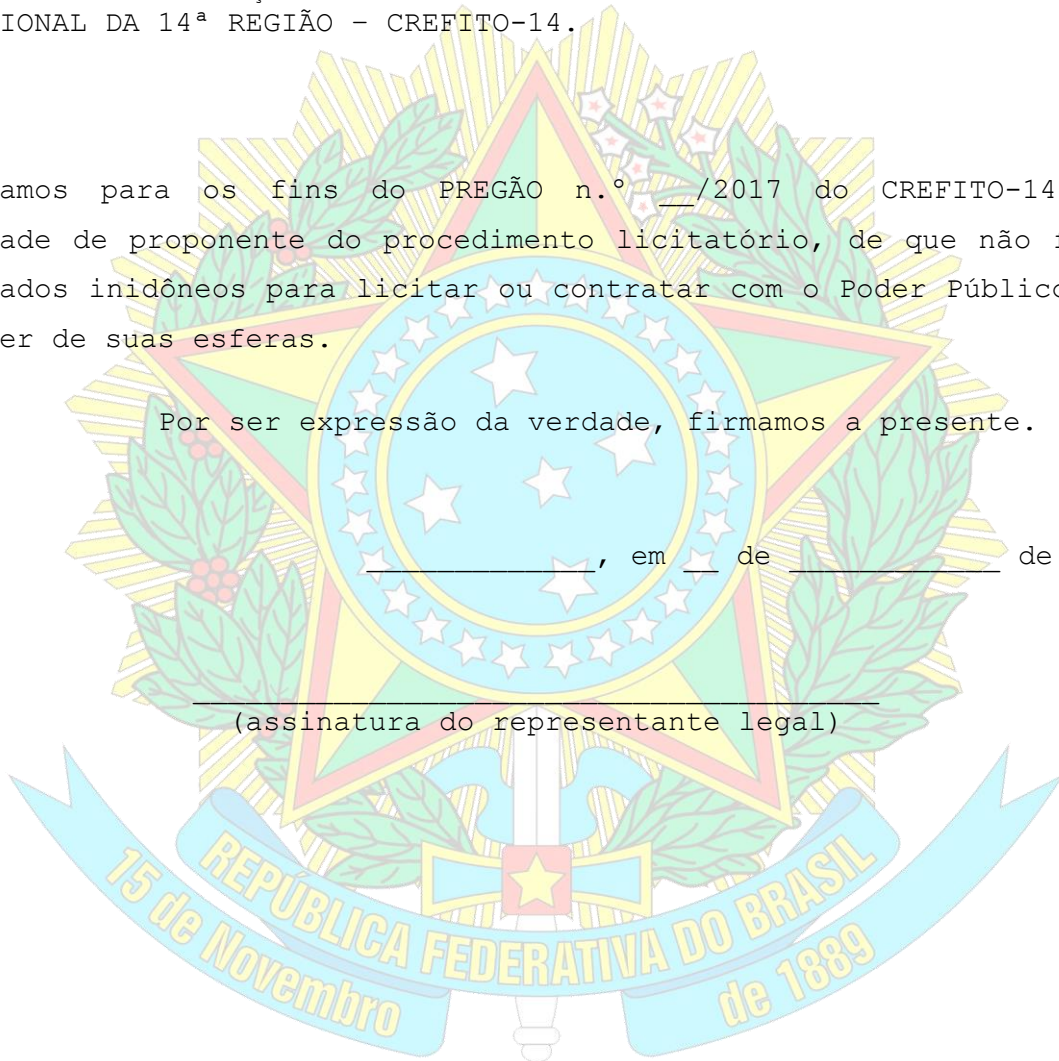 IONAL DA 14ª REGIÃO – CREFITO-14.
amos para os fins do PREGÃO n.º __/2017 do CREFITO-14
ade de proponente do procedimento licitatório, de que não
ados inidôneos para licitar ou contratar com o Poder Público
er de suas esferas.
Por ser expressão da verdade, firmamos a presente.
_____________, em __ de ____________ de
_______________________________________
(assinatura do representante legal)
REPÚBLICA FEDERATIVA DO BRASIL
15 de Novembro de 1889